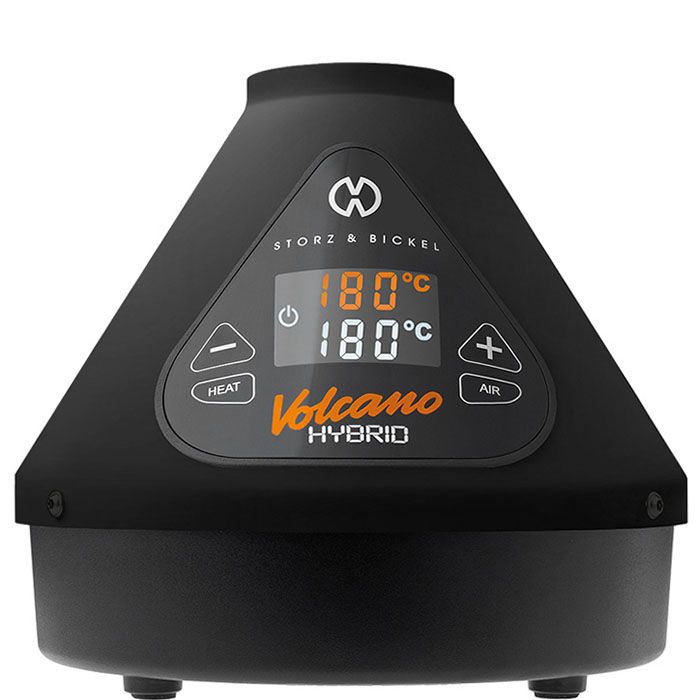 STORZ & BICKEL
180°C
180°C
HEAT
AIR
Volcano
HYBRID